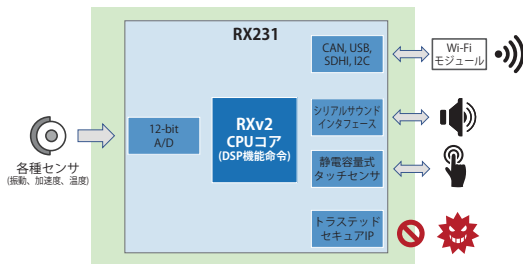 RX231
CAN, USB,
SDHI, I2C
Wi-Fi
モジュール
12-bit
A/D
RXv2
CPUコア
(DSP機能命令)
シリアルサウンド
インタフェース
静電容量式
タッチセンサ
各種センサ
(振動、加速度、温度)
トラステッド
セキュアIP